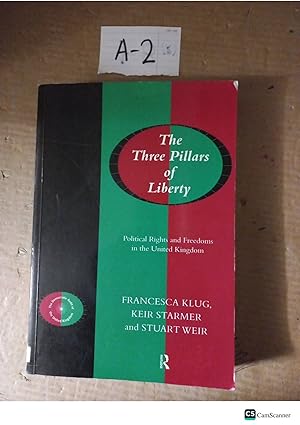 A-2
The
Three Pillars
of
Liberty
Political Rights and Freedoms
in the United Kingdom
FRANCESCA KLUG,
KEIR STARMER
and STUART WEIR
R
CS CamScanner